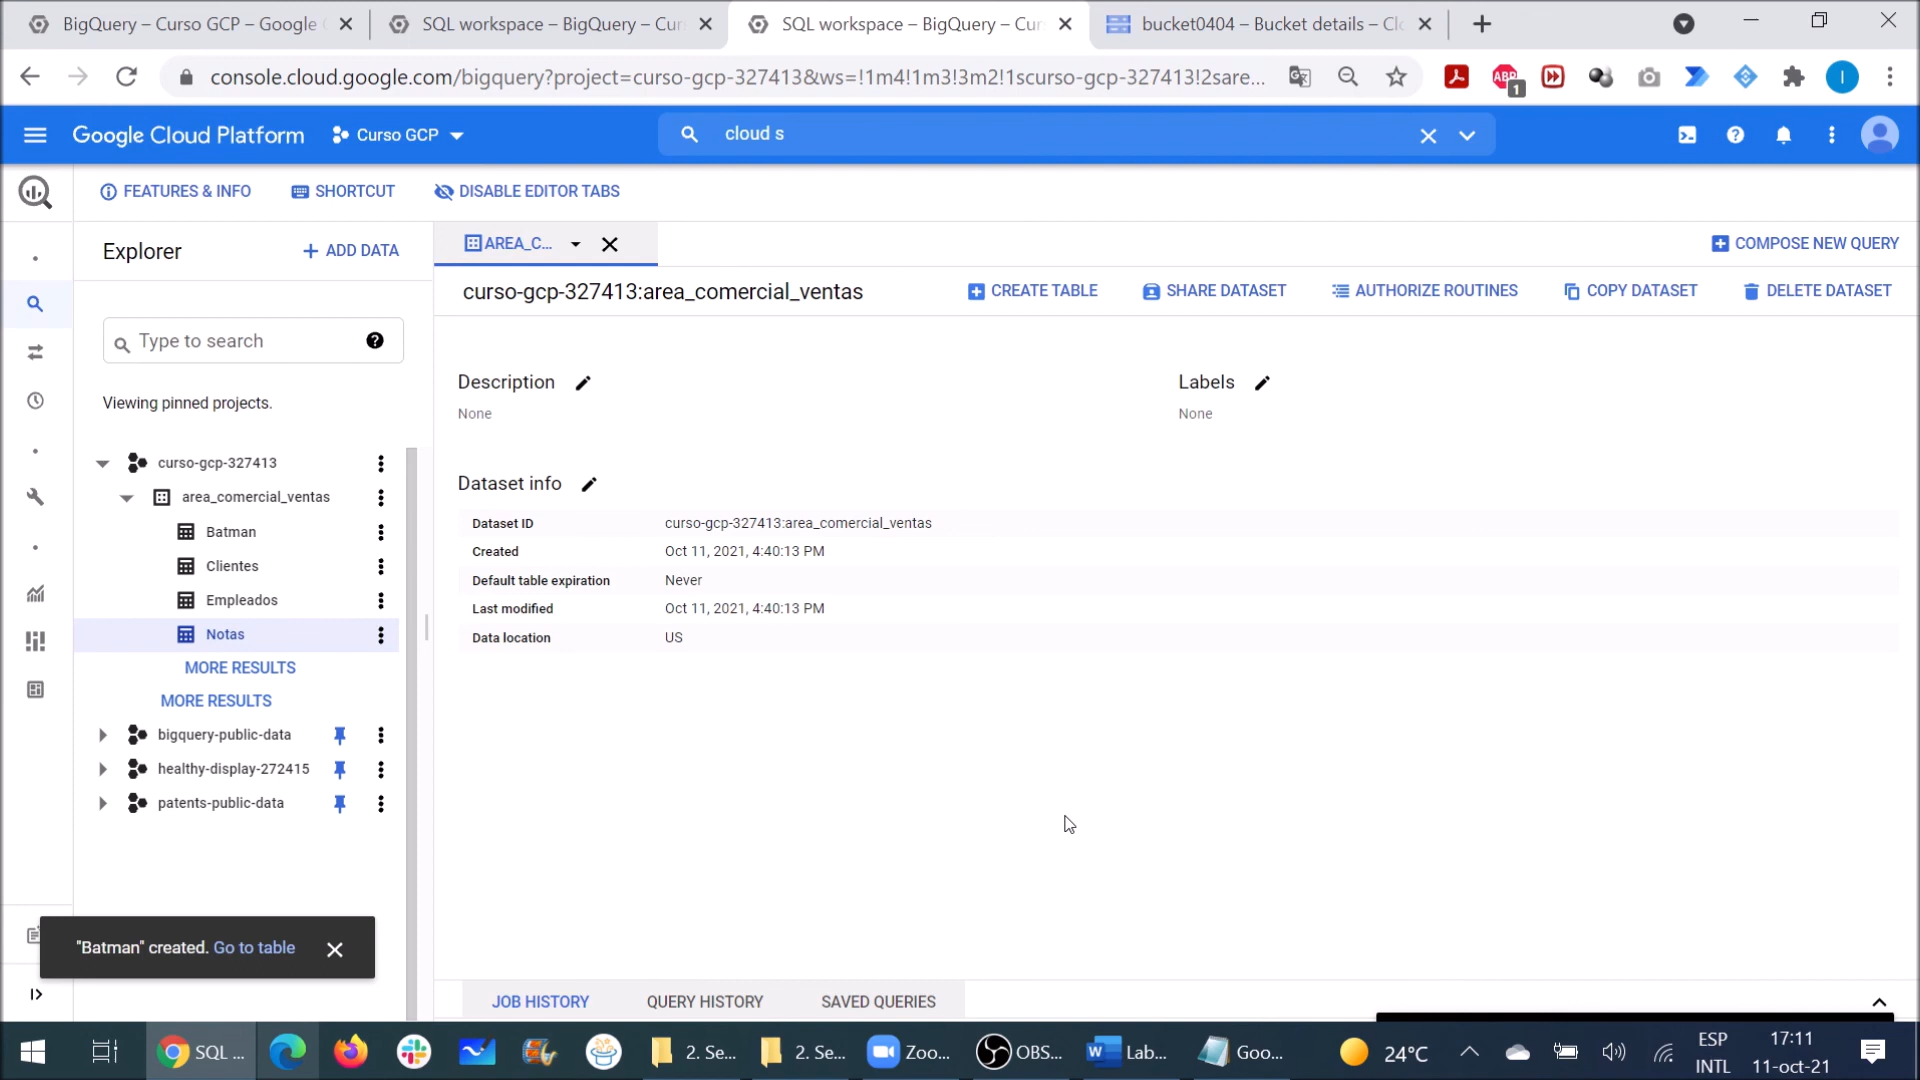 BigQuery – Curso GCP – Google
SQL workspace – BigQuery – Cur
SQL workspace – BigQuery – Cur
bucket0404 – Bucket details – Clo
console.cloud.google.com/bigquery?project=curso-gcp-327413&ws=!1m4!1m3!3m2!1scurso-gcp-327413!2sare...
ABP
1
I
Google Cloud Platform
Curso GCP
cloud s
FEATURES & INFO
SHORTCUT
DISABLE EDITOR TABS
Explorer
ADD DATA
AREA_C...
COMPOSE NEW QUERY
curso-gcp-327413:area_comercial_ventas
CREATE TABLE
SHARE DATASET
AUTHORIZE ROUTINES
COPY DATASET
DELETE DATASET
Type to search
Viewing pinned projects.
curso-gcp-327413
area_comercial_ventas
Batman
Clientes
Empleados
Notas
MORE RESULTS
MORE RESULTS
bigquery-public-data
healthy-display-272415
patents-public-data
Description
None
Labels
None
Dataset info
Dataset ID curso-gcp-327413:area_comercial_ventas
Created Oct 11, 2021, 4:40:13 PM
Default table expiration Never
Last modified Oct 11, 2021, 4:40:13 PM
Data location US
"Batman" created. Go to table
JOB HISTORY
QUERY HISTORY
SAVED QUERIES
SQL ...
2. Se...
2. Se...
Zoo...
OBS...
Lab...
Goo...
24°C
ESP
INTL
17:11
11-oct-21